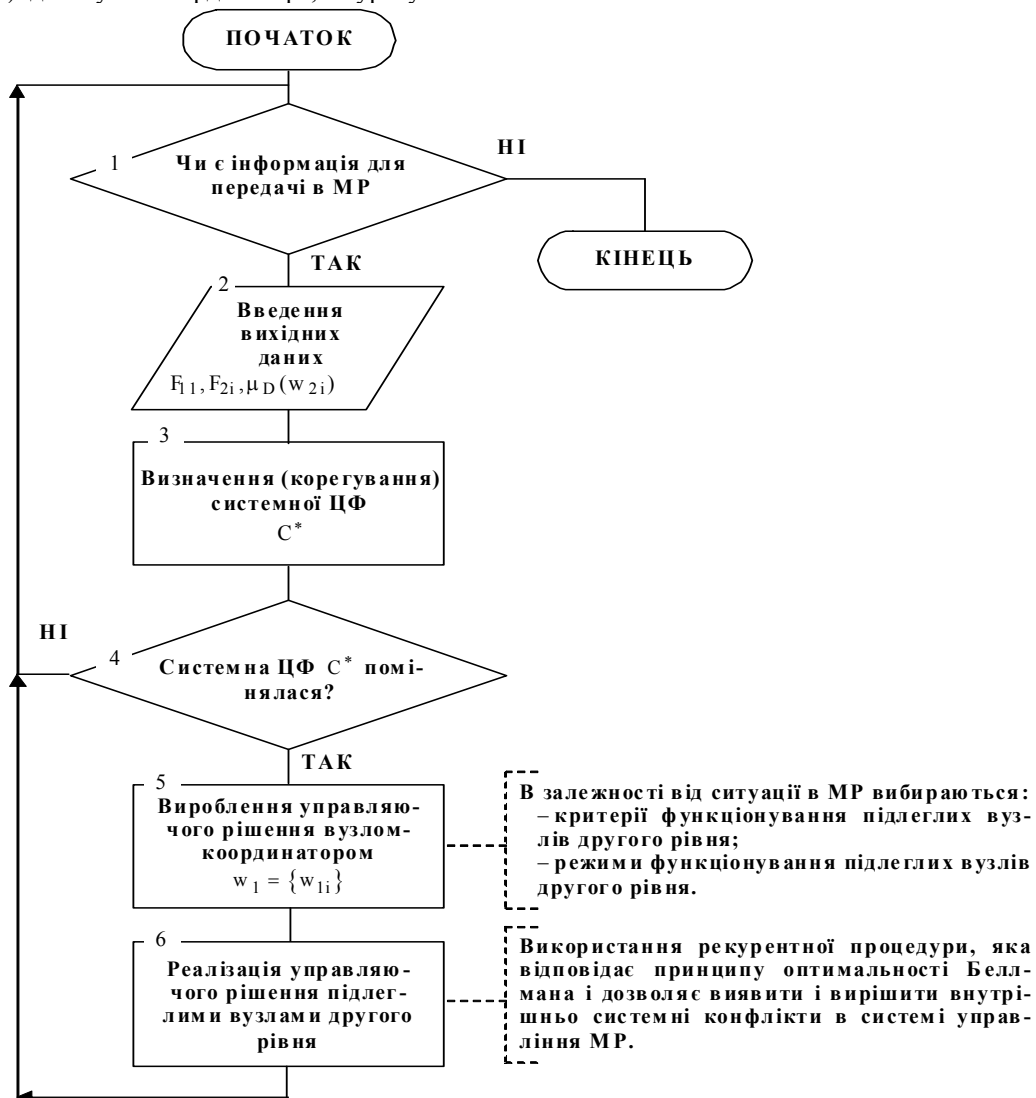 ПОЧАТОК
1
Чи є інформація для
передачі в МР
НІ
КІНЕЦЬ
ТАК
2
Введення
вихідних
даних
F11, F2i, μD(w2i)
3
Визначення (корегування)
системної ЦФ
C*
НІ
4
Системна ЦФ C* помі-
нялася?
ТАК
5
Вироблення управляю-
чого рішення вузлом-
координатором
w1 = {w1i}
В залежності від ситуації в МР вибираються:
– критерії функціонування підлеглих вуз-
лів другого рівня;
– режими функціонування підлеглих вузлів
другого рівня.
6
Реалізація управляю-
чого рішення підлег-
лими вузлами другого
рівня
Використання рекурентної процедури, яка
відповідає принципу оптимальності Белл-
мана і дозволяє виявити і вирішити внутрі-
шньо системні конфлікти в системі управ-
ління МР.